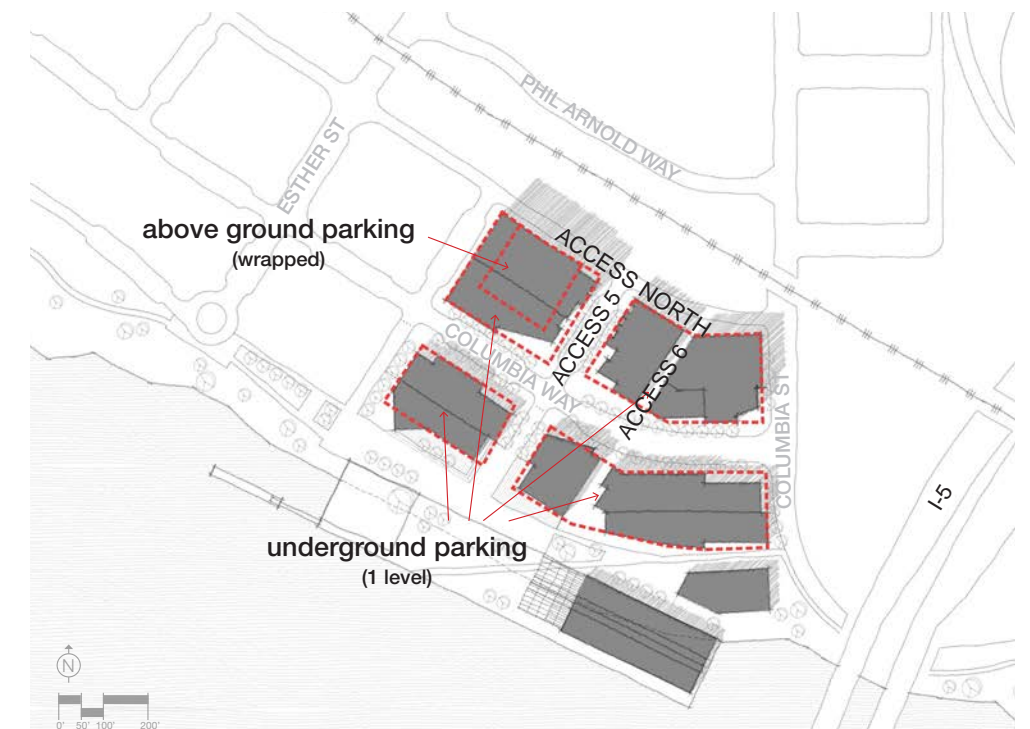 PHIL ARNOLD WAY
ESTHER ST
above ground parking
(wrapped)
ACCESS NORTH
ACCESS 5
COLUMBIA WAY
ACCESS 6
COLUMBIA ST
I-5
underground parking
(1 level)
N
0' 50' 100' 200'